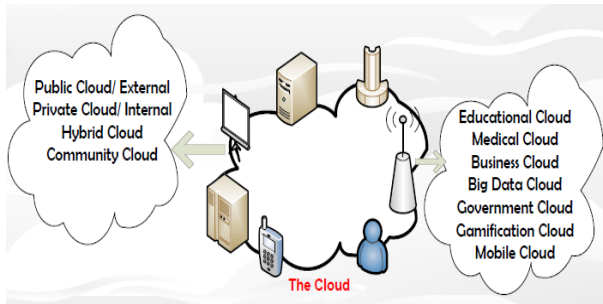 Public Cloud/ External
Private Cloud/ Internal
Hybrid Cloud
Community Cloud
Educational Cloud
Medical Cloud
Business Cloud
Big Data Cloud
Government Cloud
Gamification Cloud
Mobile Cloud
The Cloud